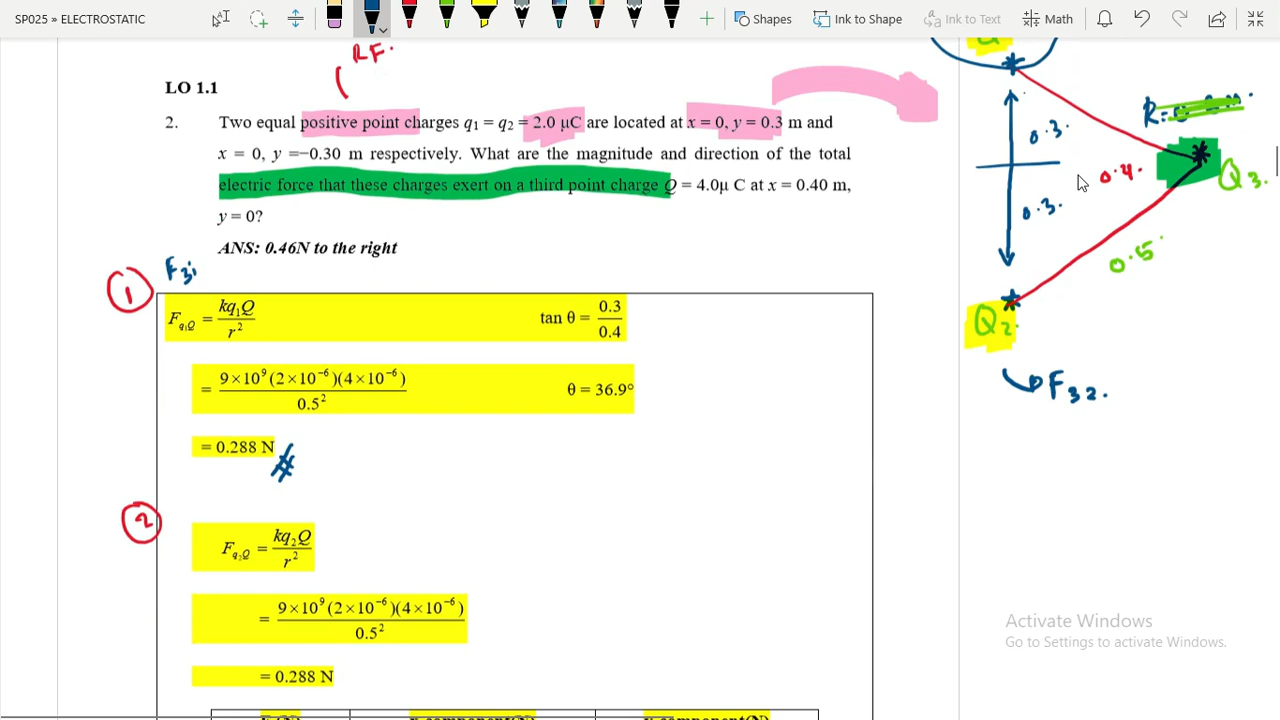 SP025 » ELECTROSTATIC
Shapes
Ink to Shape
Ink to Text
Math
RF.
LO 1.1
2. Two equal positive point charges q₁ = q₂ = 2.0 μC are located at x = 0, y = 0.3 m and
x = 0, y =−0.30 m respectively. What are the magnitude and direction of the total
electric force that these charges exert on a third point charge Q = 4.0μ C at x = 0.40 m,
y = 0?
ANS: 0.46N to the right
1
F₃₁
F_{q₁Q} = kq₁Q / r²
tan θ = 0.3 / 0.4
= 9×10⁹(2×10⁻⁶)(4×10⁻⁶) / 0.5²
θ = 36.9°
= 0.288 N
2
F_{q₂Q} = kq₂Q / r²
= 9×10⁹(2×10⁻⁶)(4×10⁻⁶) / 0.5²
= 0.288 N
x-component(N)
y-component(N)
R=
0.3.
0.4.
Q3.
0.3.
0.5
Q2.
F32.
Activate Windows
Go to Settings to activate Windows.